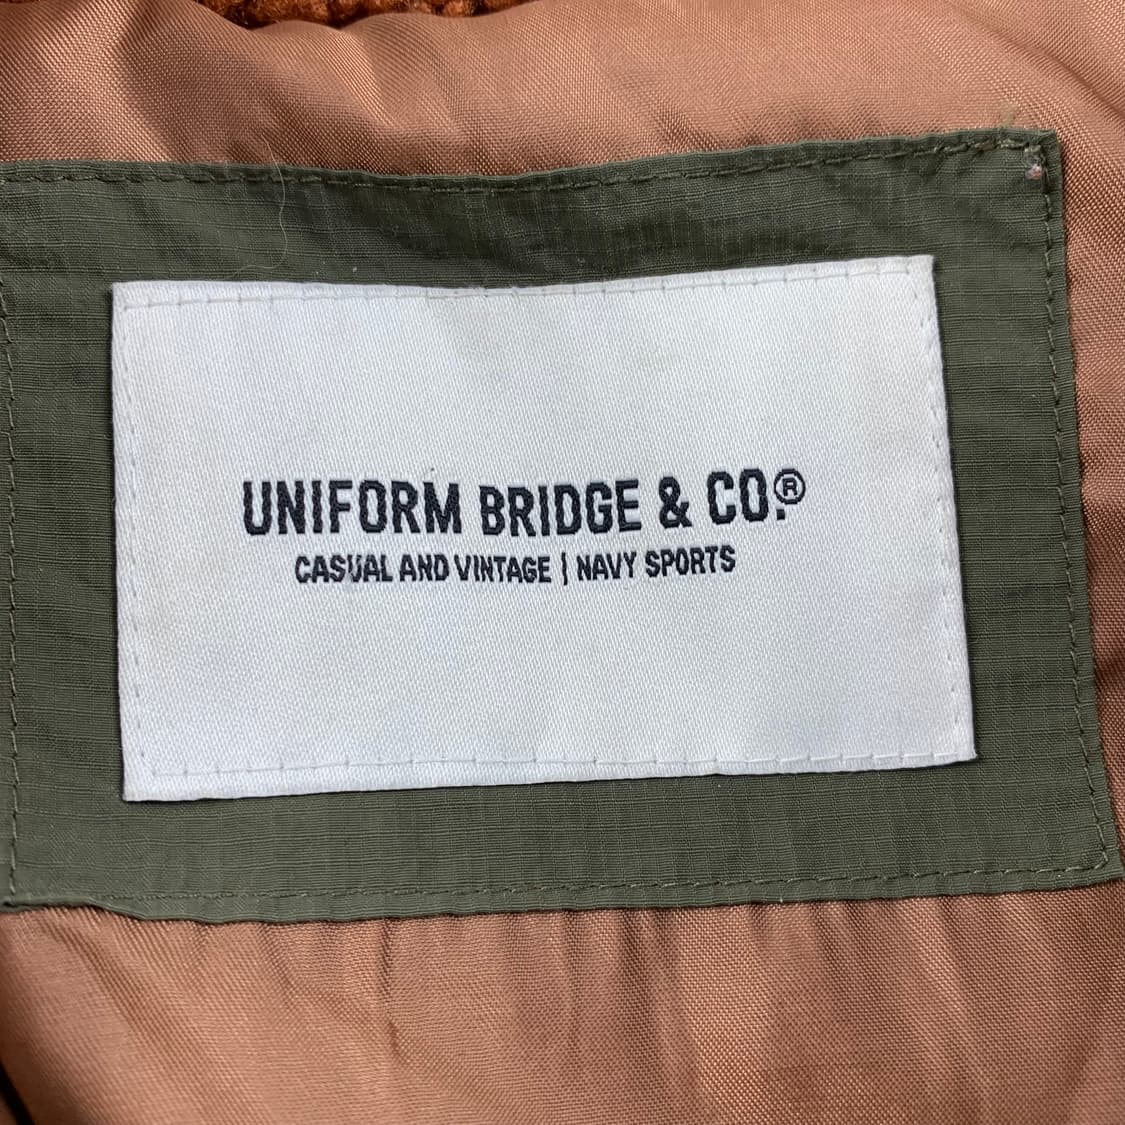 UNIFORM BRIDGE & CO.®
CASUAL AND VINTAGE | NAVY SPORTS